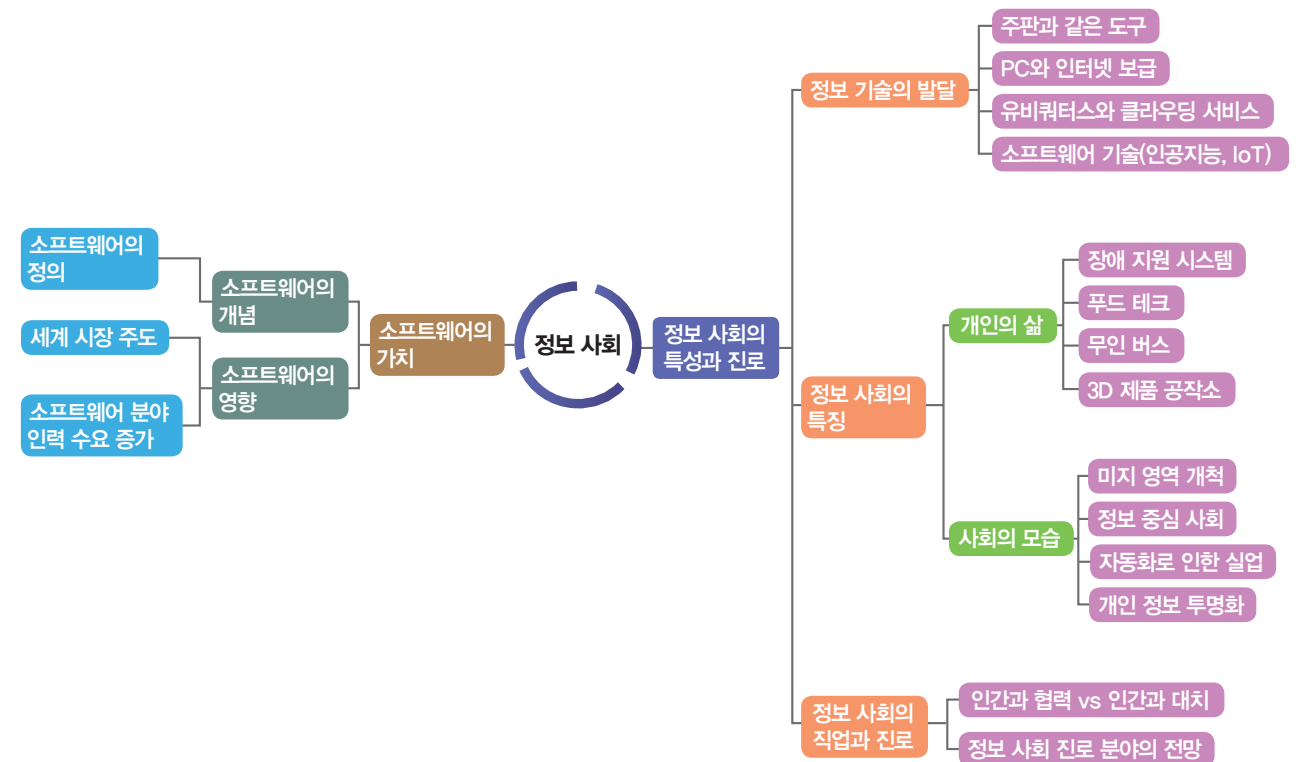 주판과 같은 도구
PC와 인터넷 보급
정보 기술의 발달
유비쿼터스와 클라우딩 서비스
소프트웨어 기술(인공지능, IoT)
소프트웨어의
정의
소프트웨어의
개념
세계 시장 주도
소프트웨어의
영향
소프트웨어 분야
인력 수요 증가
소프트웨어의
가치
정보 사회
정보 사회의
특성과 진로
장애 지원 시스템
푸드 테크
개인의 삶
무인 버스
3D 제품 공작소
정보 사회의
특징
미지 영역 개척
정보 중심 사회
사회의 모습
자동화로 인한 실업
개인 정보 투명화
정보 사회의
직업과 진로
인간과 협력 vs 인간과 대치
정보 사회 진로 분야의 전망